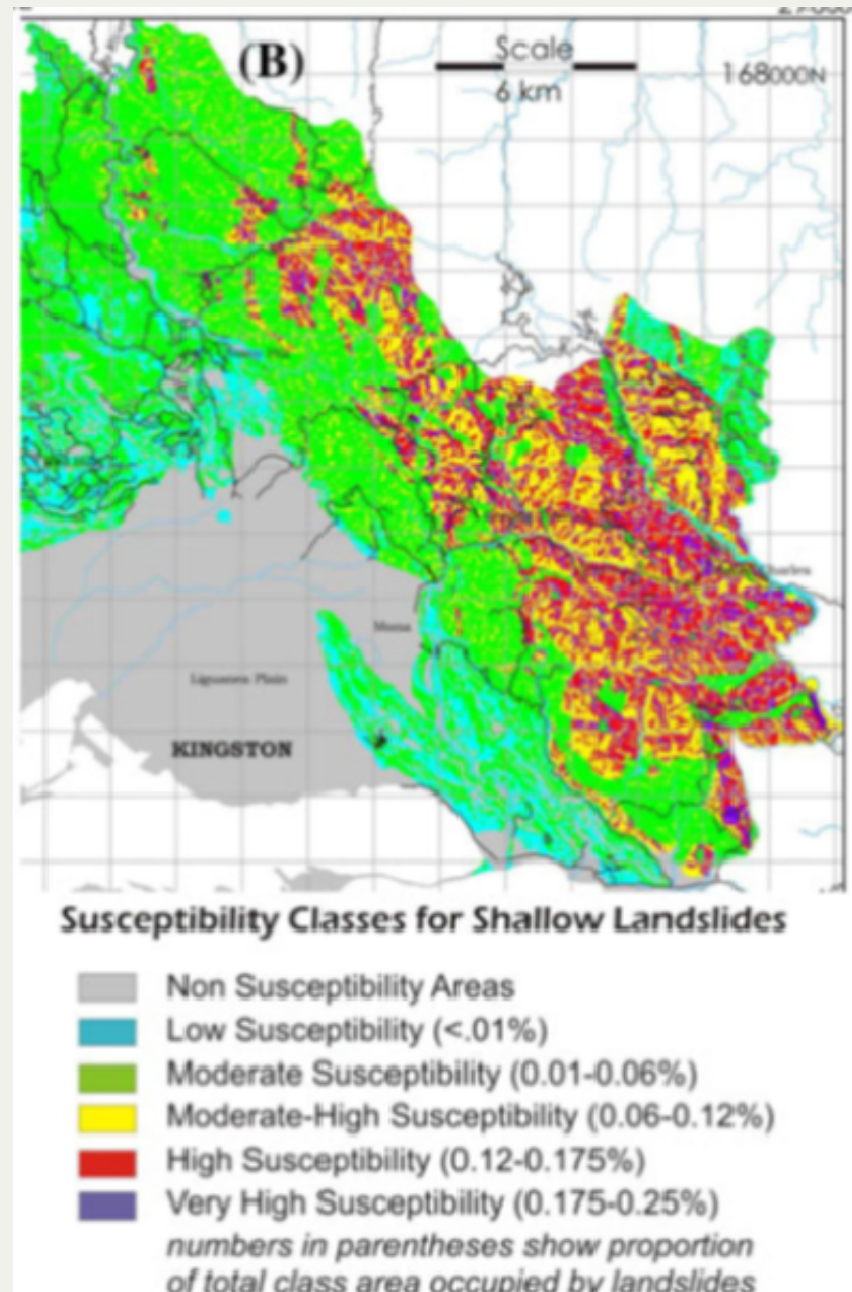 (B)
Scale
6 km
168000N
Liguanea Plain
KINGSTON
Susceptibility Classes for Shallow Landslides
Non Susceptibility Areas
Low Susceptibility (<.01%)
Moderate Susceptibility (0.01-0.06%)
Moderate-High Susceptibility (0.06-0.12%)
High Susceptibility (0.12-0.175%)
Very High Susceptibility (0.175-0.25%)
numbers in parentheses show proportion
of total class area occupied by landslides